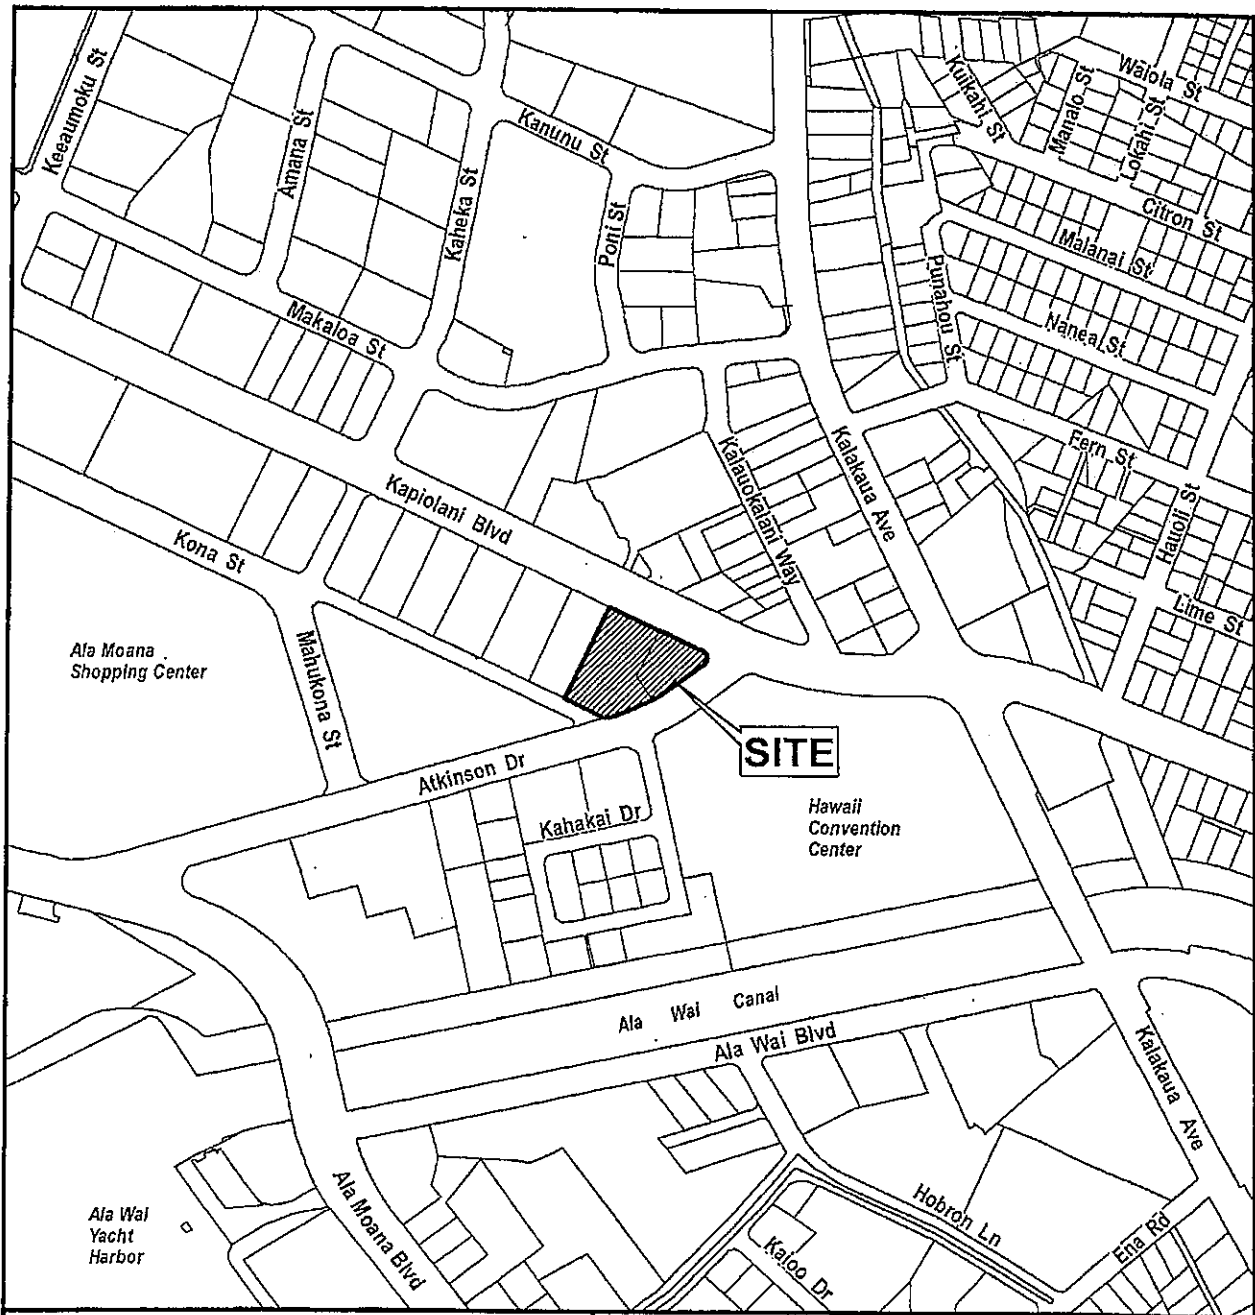 Keeaumoku St
Amana St
Kaheka St
Kanunu St
Poni St
Makaloa St
Kuikahi St
Manalo St
Lokahi St
Waiola St
Citron St
Malanai St
Punahou St
Nanea St
Fern St
Hauoli St
Lime St
Kalakaua Ave
Kalauokalani Way
Kapiolani Blvd
Kona St
Mahukona St
Ala Moana
Shopping Center
SITE
Atkinson Dr
Kahakai Dr
Hawaii
Convention
Center
Ala Wai Canal
Ala Wai Blvd
Kalakaua Ave
Ala Moana Blvd
Ala Wai
Yacht
Harbor
Hobron Ln
Kaioo Dr
Ena Rd